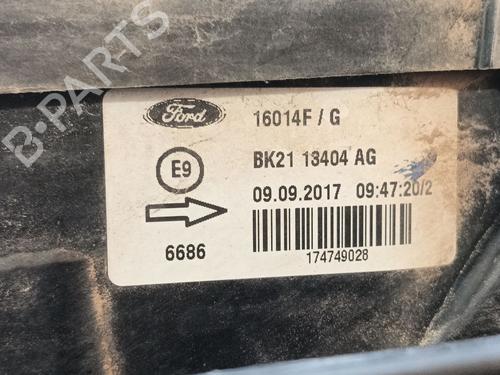 B-PARTS
Ford
16014F / G
E9
BK21 13404 AG
09.09.2017 09:47:20/2
6686
174749028